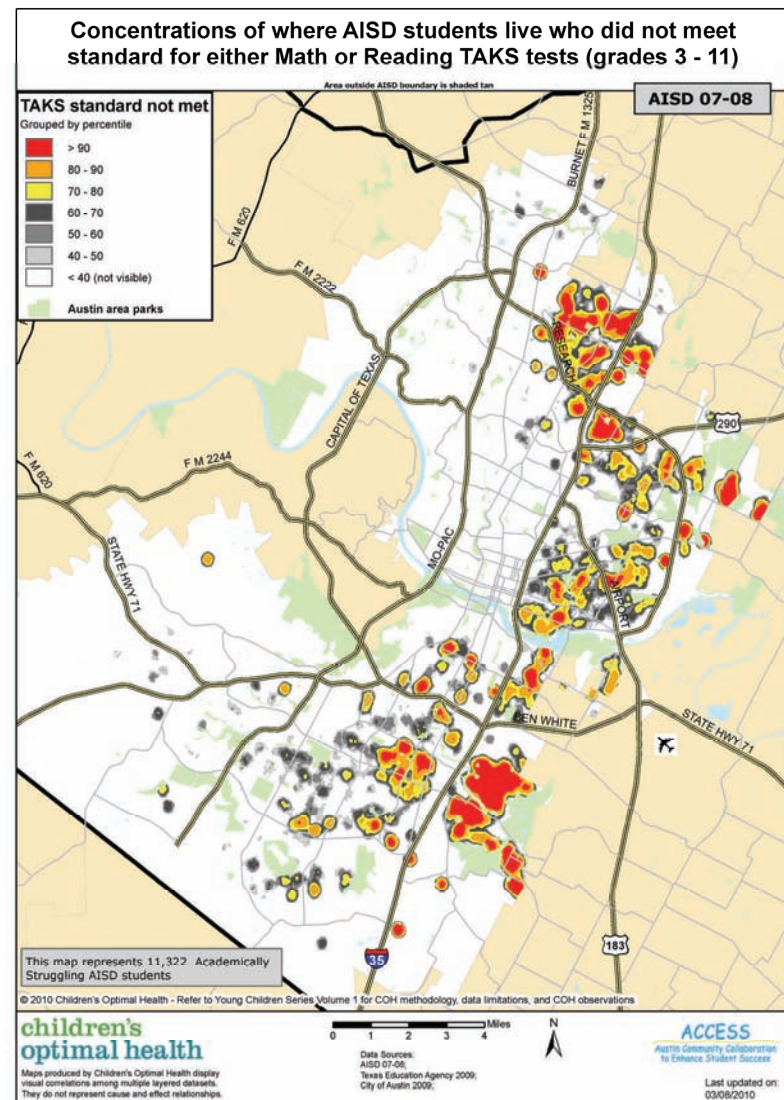 Concentrations of where AISD students live who did not meet
standard for either Math or Reading TAKS tests (grades 3 - 11)
Area outside AISD boundary is shaded tan
AISD 07-08
TAKS standard not met
Grouped by percentile
> 90
80 - 90
70 - 80
60 - 70
50 - 60
40 - 50
< 40 (not visible)
Austin area parks
BURNET F M 1325
F M 620
F M 2222
RESEARCH
CAPITAL OF TEXAS
290
F M 2244
F M 620
MO-PAC
STATE HWY 71
AIRPORT
BEN WHITE
STATE HWY 71
183
35
This map represents 11,322 Academically
Struggling AISD students
© 2010 Children's Optimal Health - Refer to Young Children Series Volume 1 for COH methodology, data limitations, and COH observations
children's
optimal health
Maps produced by Children's Optimal Health display
visual correlations among multiple layered datasets.
They do not represent cause and effect relationships.
Miles
0 1 2 3 4
N
Data Sources:
AISD 07-08;
Texas Education Agency 2009;
City of Austin 2009;
ACCESS
Austin Community Collaboration
to Enhance Student Success
Last updated on:
03/08/2010